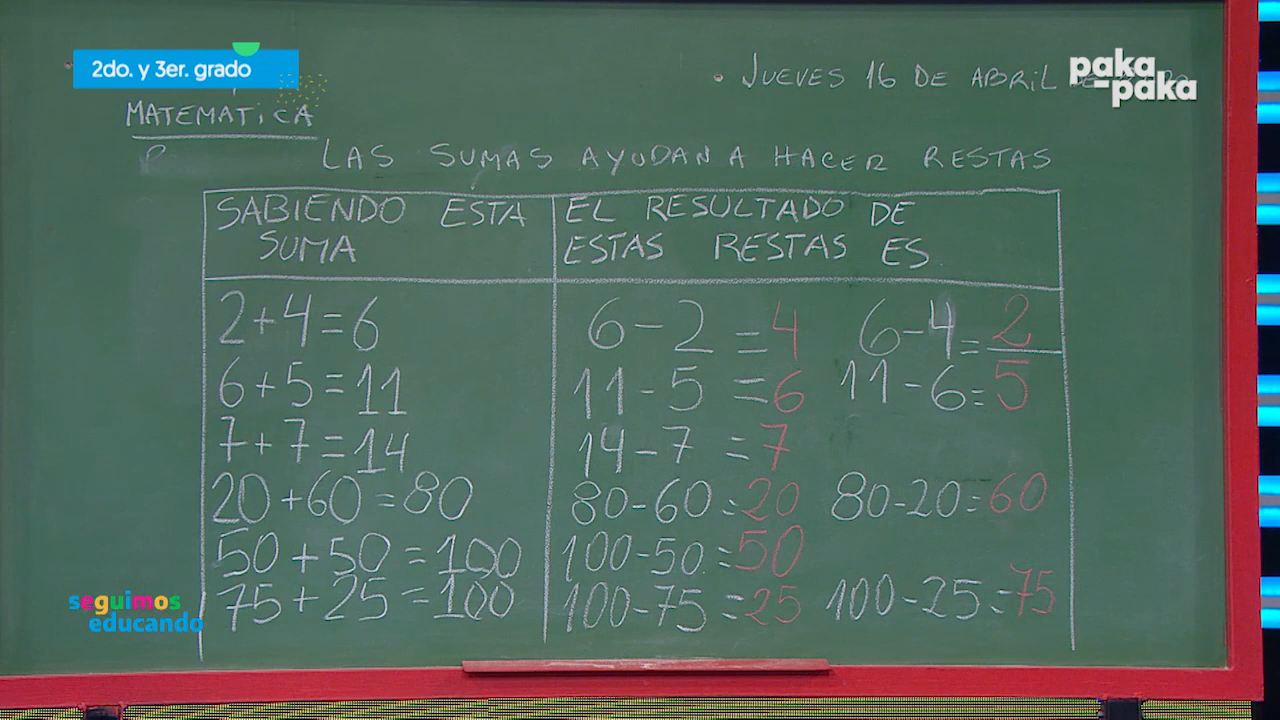 2do. y 3er. grado
paka-
paka
JUEVES 16 DE ABRIL
MATEMÁTICA
LAS SUMAS AYUDAN A HACER RESTAS
SABIENDO ESTA SUMA
EL RESULTADO DE ESTAS RESTAS ES
2+4=6 6-2=4 6-4=2
6+5=11 11-5=6 11-6=5
7+7=14 14-7=7
20+60=80 80-60=20 80-20=60
50+50=100 100-50=50
75+25=100 100-75=25 100-25=75
seguimos
educando